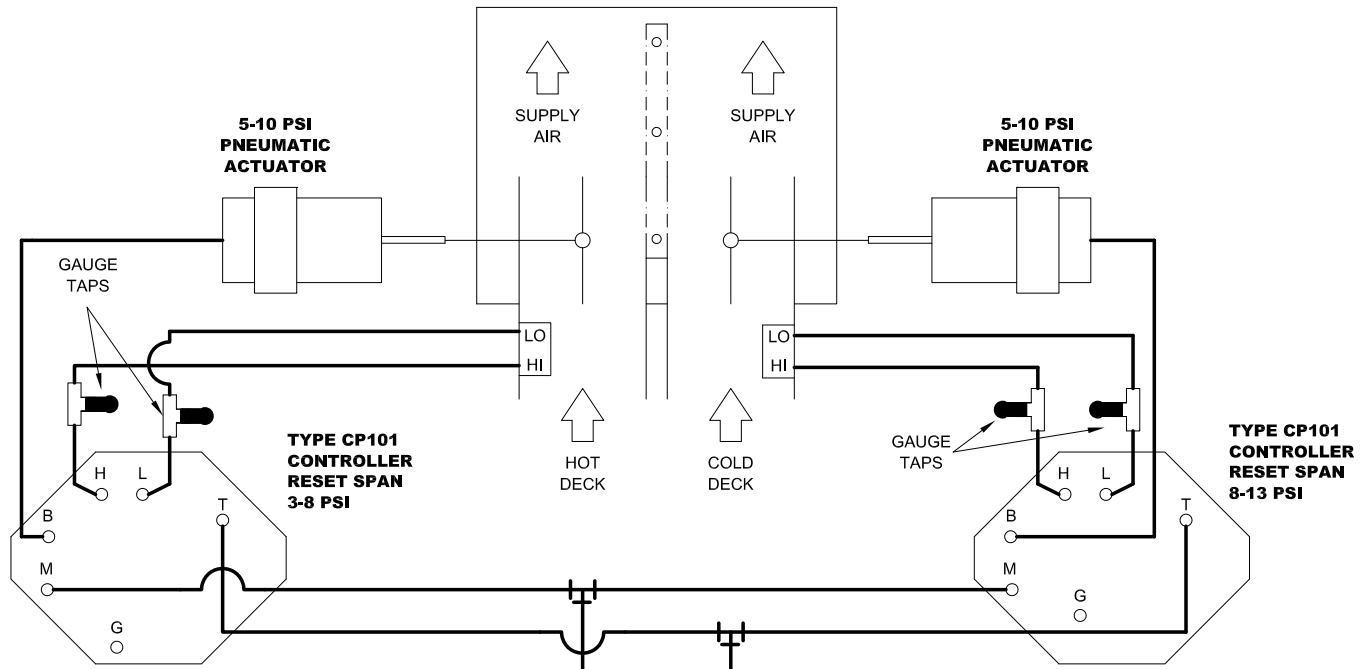 SUPPLY
AIR
SUPPLY
AIR
5-10 PSI
PNEUMATIC
ACTUATOR
5-10 PSI
PNEUMATIC
ACTUATOR
GAUGE
TAPS
LO
HI
LO
HI
TYPE CP101
CONTROLLER
RESET SPAN
3-8 PSI
HOT
DECK
COLD
DECK
GAUGE
TAPS
TYPE CP101
CONTROLLER
RESET SPAN
8-13 PSI
H
L
T
B
M
G
H
L
T
B
M
G